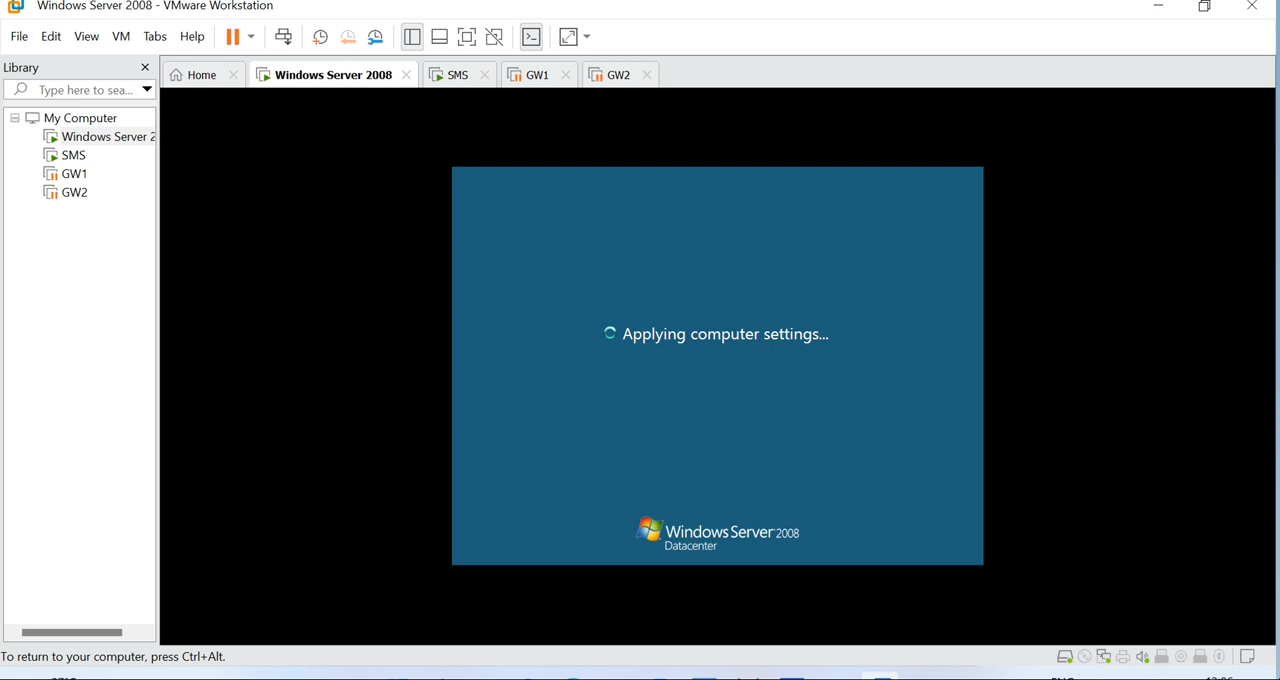 Windows Server 2008 - VMware Workstation
File Edit View VM Tabs Help
Library
Type here to sea...
Home
Windows Server 2008
SMS
GW1
GW2
My Computer
Windows Server 2
SMS
GW1
GW2
Applying computer settings...
Windows Server 2008
Datacenter
To return to your computer, press Ctrl+Alt.